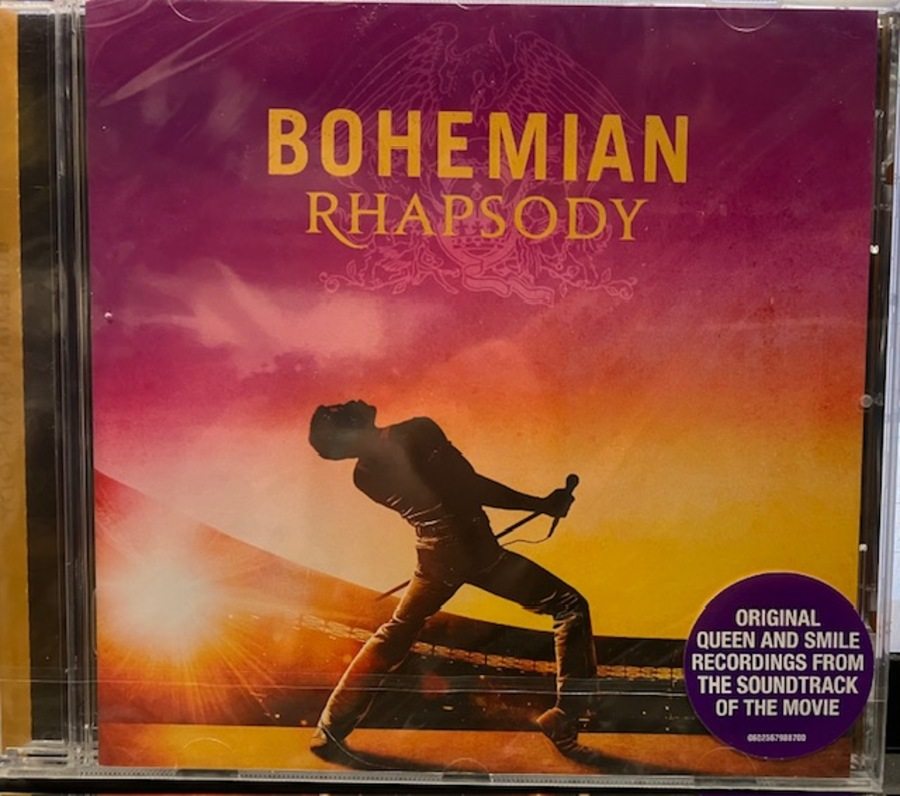 BOHEMIAN
RHAPSODY
ORIGINAL
QUEEN AND SMILE
RECORDINGS FROM
THE SOUNDTRACK
OF THE MOVIE